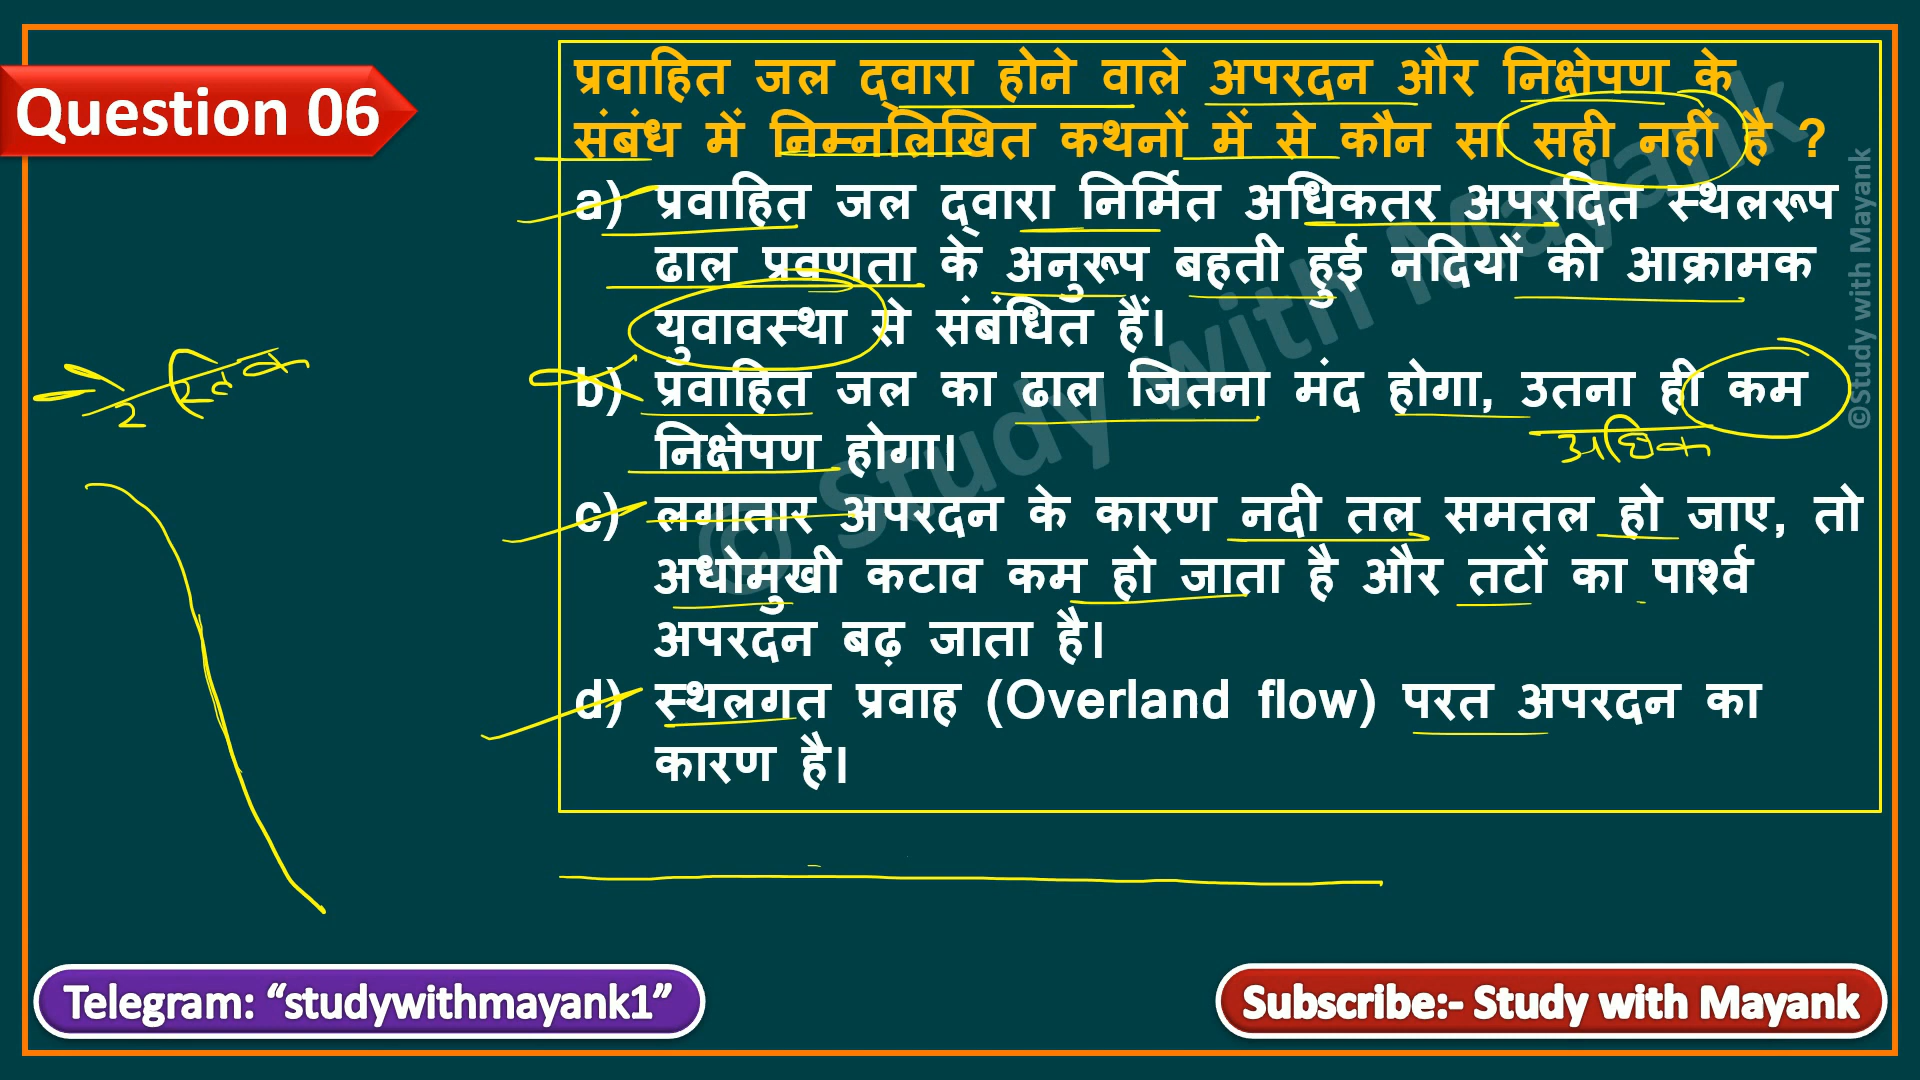 Question 06
प्रवाहित जल द्वारा होने वाले अपरदन और निक्षेपण के
संबंध में निम्नलिखित कथनों में से कौन सा सही नहीं है ?
a) प्रवाहित जल द्वारा निर्मित अधिकतर अपरदित स्थलरूप
ढाल प्रवणता के अनुरूप बहती हुई नदियों की आक्रामक
युवावस्था से संबंधित हैं।
b) प्रवाहित जल का ढाल जितना मंद होगा, उतना ही कम
अधिक
निक्षेपण होगा।
c) लगातार अपरदन के कारण नदी तल समतल हो जाए, तो
अधोमुखी कटाव कम हो जाता है और तटों का पार्श्व
अपरदन बढ़ जाता है।
d) स्थलगत प्रवाह (Overland flow) परत अपरदन का
कारण है।
© Study with Mayank
©Study with Mayank
Telegram: “studywithmayank1”
Subscribe:- Study with Mayank